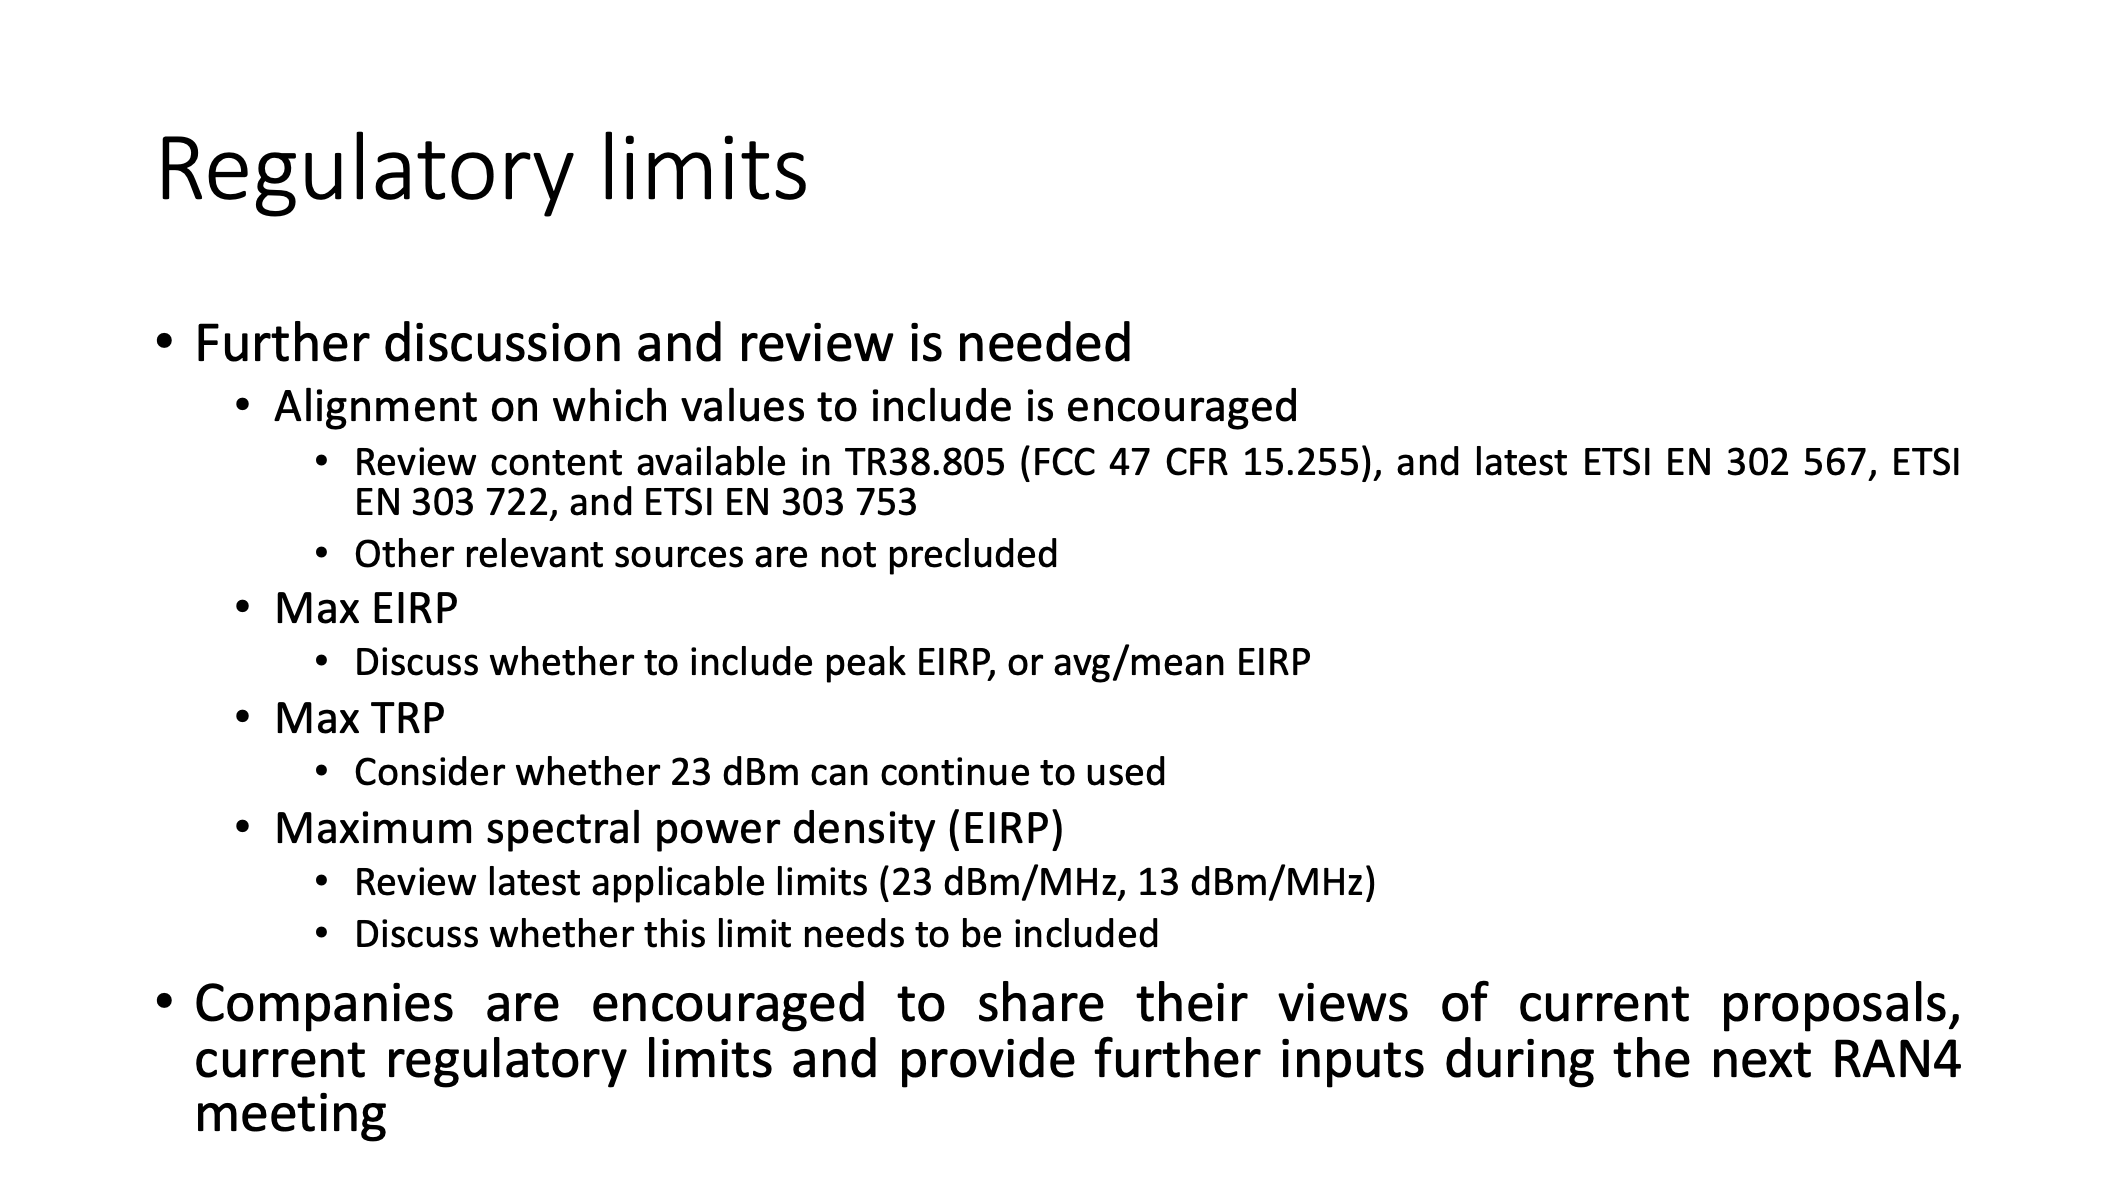 Regulatory limits
• Further discussion and review is needed
• Alignment on which values to include is encouraged
• Review content available in TR38.805 (FCC 47 CFR 15.255), and latest ETSI EN 302 567, ETSI
EN 303 722, and ETSI EN 303 753
• Other relevant sources are not precluded
• Max EIRP
• Discuss whether to include peak EIRP, or avg/mean EIRP
• Max TRP
• Consider whether 23 dBm can continue to used
• Maximum spectral power density (EIRP)
• Review latest applicable limits (23 dBm/MHz, 13 dBm/MHz)
• Discuss whether this limit needs to be included
• Companies are encouraged to share their views of current proposals,
current regulatory limits and provide further inputs during the next RAN4
meeting